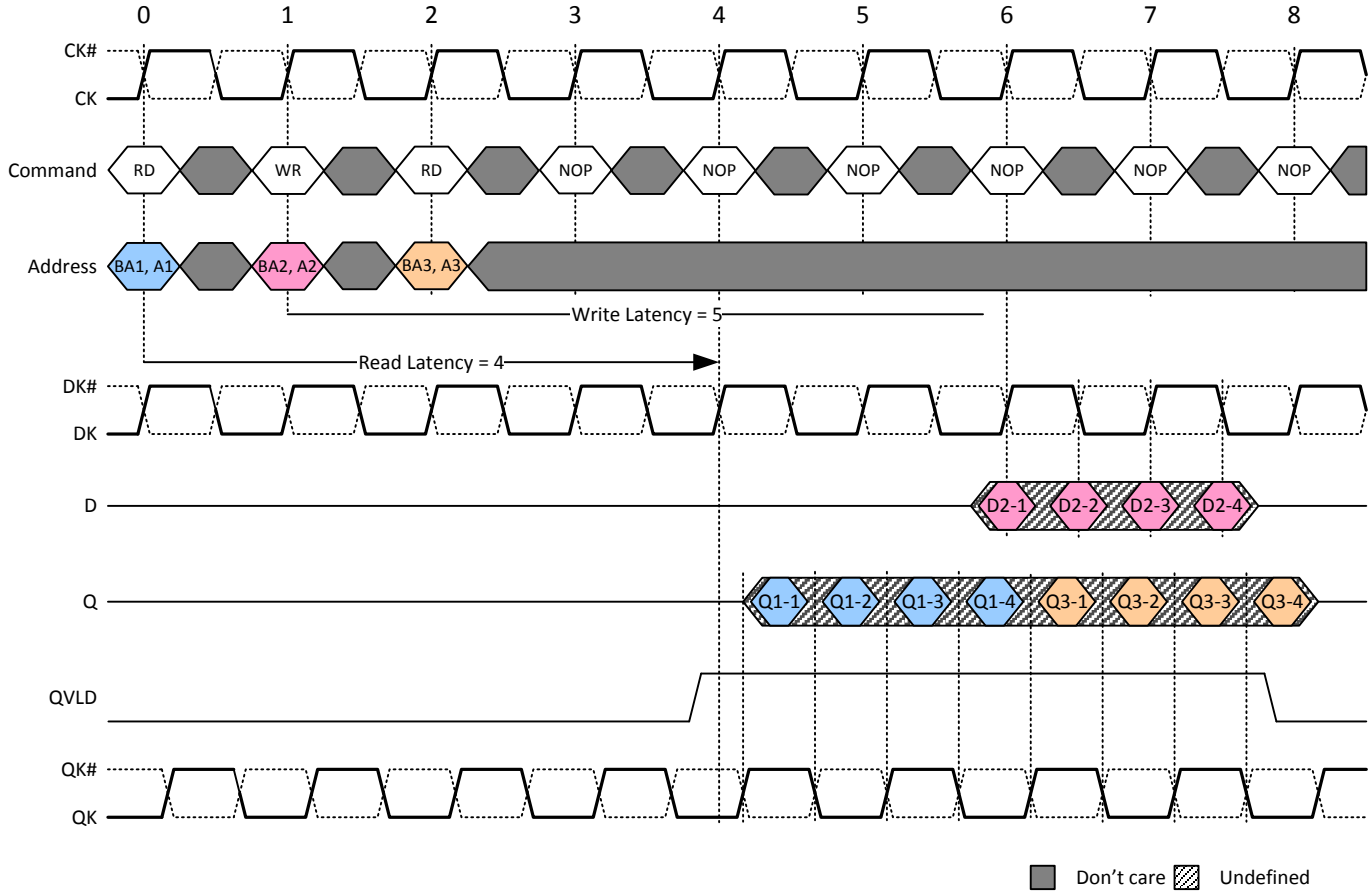 0 1 2 3 4 5 6 7 8
CK#
CK
Command RD WR RD NOP NOP NOP NOP NOP NOP
Address BA1, A1 BA2, A2 BA3, A3
Write Latency = 5
Read Latency = 4
DK#
DK
D D2-1 D2-2 D2-3 D2-4
Q Q1-1 Q1-2 Q1-3 Q1-4 Q3-1 Q3-2 Q3-3 Q3-4
QVLD
QK#
QK
Don't care Undefined